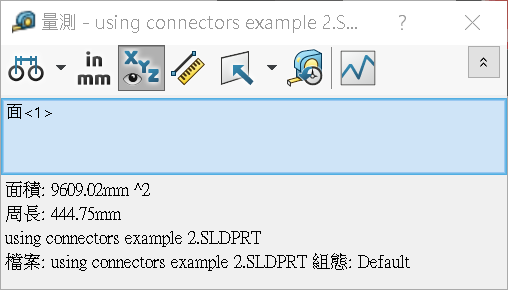 量測 - using connectors example 2.S...
?
in
mm
XYZ
面<1>
面積: 9609.02mm ^2
周長: 444.75mm
using connectors example 2.SLDPRT
檔案: using connectors example 2.SLDPRT 組態: Default